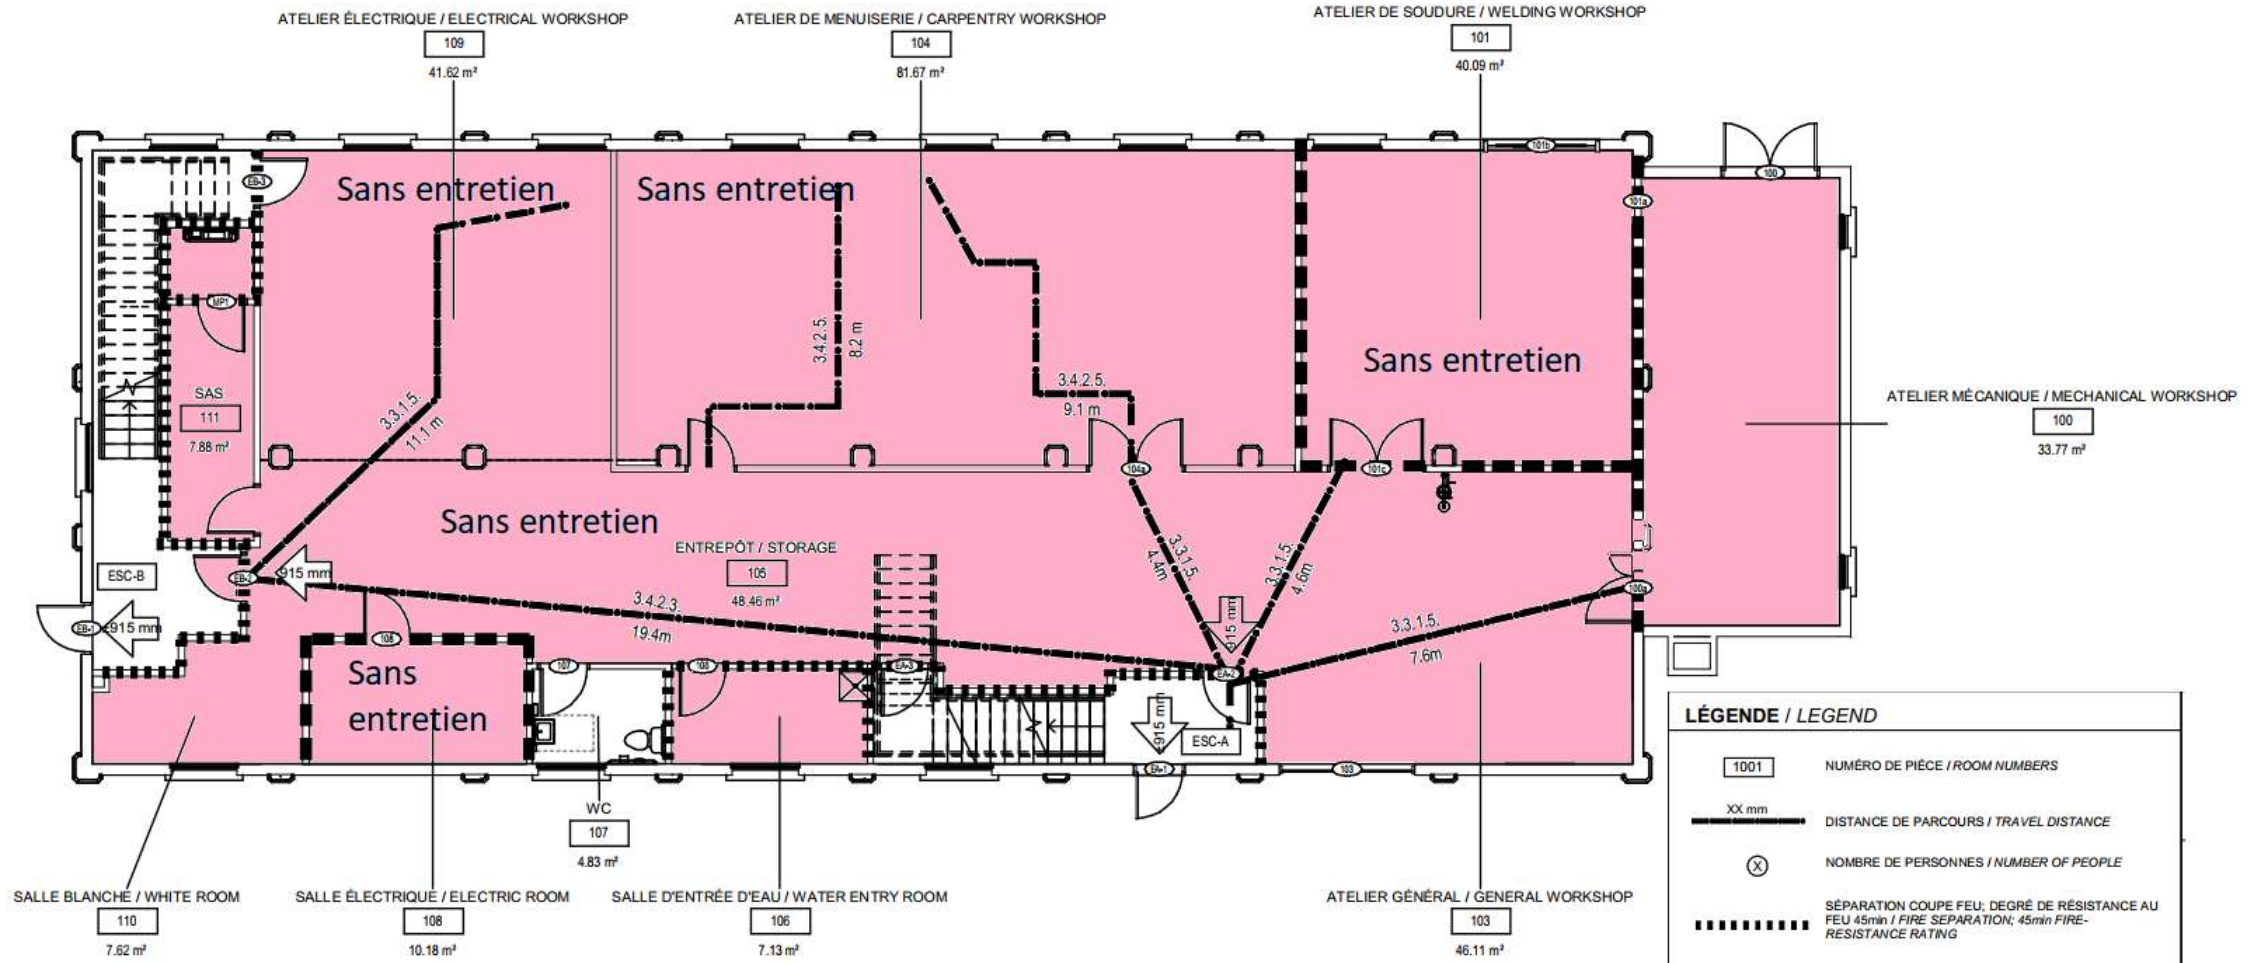 ATELIER ÉLECTRIQUE / ELECTRICAL WORKSHOP
109
41.62 m²
ATELIER DE MENUISERIE / CARPENTRY WORKSHOP
104
81.67 m²
ATELIER DE SOUDURE / WELDING WORKSHOP
101
40.09 m²
101b
100
EB-3
Sans entretien
Sans entretien
101a
MP1
3.4.2.5.
8.2 m
Sans entretien
SAS
111
7.88 m²
3.3.1.5.
11.1 m
3.4.2.5.
9.1 m
ATELIER MÉCANIQUE / MECHANICAL WORKSHOP
100
33.77 m²
104a
101c
Sans entretien
ENTREPÔT / STORAGE
105
48.46 m²
3.3.1.5.
4.4m
3.3.1.5.
4.6m
ESC-B
EB-2
915 mm
100a
EB-1
915 mm
3.4.2.3.
19.4m
915 mm
3.3.1.5.
7.6m
108
107
EA-3
EA-2
Sans
entretien
915 mm
ESC-A
EA-1
103
WC
107
4.83 m²
SALLE BLANCHE / WHITE ROOM
110
7.62 m²
SALLE ÉLECTRIQUE / ELECTRIC ROOM
108
10.18 m²
SALLE D'ENTRÉE D'EAU / WATER ENTRY ROOM
106
7.13 m²
ATELIER GÉNÉRAL / GENERAL WORKSHOP
103
46.11 m²
LÉGENDE / LEGEND
1001
NUMÉRO DE PIÈCE / ROOM NUMBERS
XX mm
DISTANCE DE PARCOURS / TRAVEL DISTANCE
X
NOMBRE DE PERSONNES / NUMBER OF PEOPLE
SÉPARATION COUPE FEU; DEGRÉ DE RÉSISTANCE AU
FEU 45min / FIRE SEPARATION; 45min FIRE-
RESISTANCE RATING